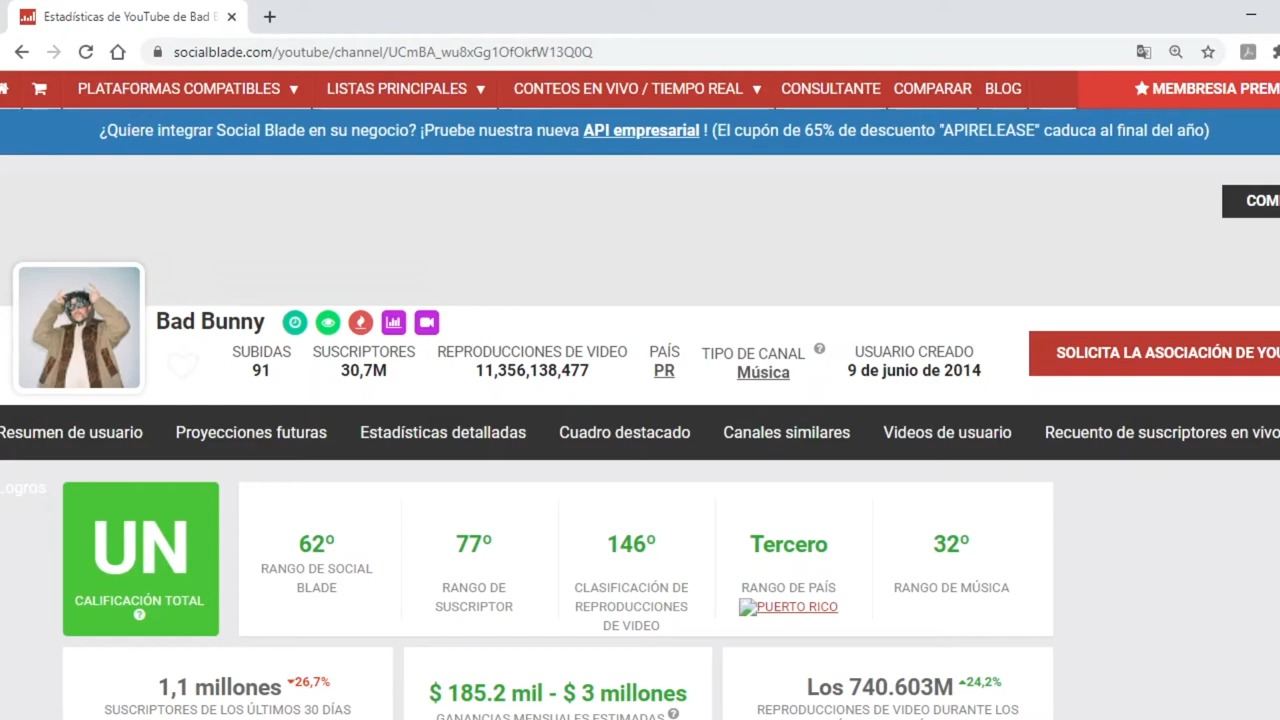 Estadísticas de YouTube de Bad B
socialblade.com/youtube/channel/UCmBA_wu8xGg1OfOkfW13Q0Q
PLATAFORMAS COMPATIBLES ▼ LISTAS PRINCIPALES ▼ CONTEOS EN VIVO / TIEMPO REAL ▼ CONSULTANTE COMPARAR BLOG ★ MEMBRESIA PREM
¿Quiere integrar Social Blade en su negocio? ¡Pruebe nuestra nueva API empresarial ! (El cupón de 65% de descuento "APIRELEASE" caduca al final del año)
COM
Bad Bunny
SUBIDAS SUSCRIPTORES REPRODUCCIONES DE VIDEO PAÍS TIPO DE CANAL USUARIO CREADO
91 30,7M 11,356,138,477 PR Música 9 de junio de 2014
SOLICITA LA ASOCIACIÓN DE YOU
Resumen de usuario Proyecciones futuras Estadísticas detalladas Cuadro destacado Canales similares Videos de usuario Recuento de suscriptores en vivo
Logros
UN
CALIFICACIÓN TOTAL
62º 77º 146º Tercero 32º
RANGO DE SOCIAL
BLADE
RANGO DE
SUSCRIPTOR
CLASIFICACIÓN DE
REPRODUCCIONES
DE VIDEO
RANGO DE PAÍS
PUERTO RICO
RANGO DE MÚSICA
1,1 millones 26,7%
SUSCRIPTORES DE LOS ÚLTIMOS 30 DÍAS
$ 185.2 mil - $ 3 millones
GANANCIAS MENSUALES ESTIMADAS
Los 740.603M 24,2%
REPRODUCCIONES DE VIDEO DURANTE LOS